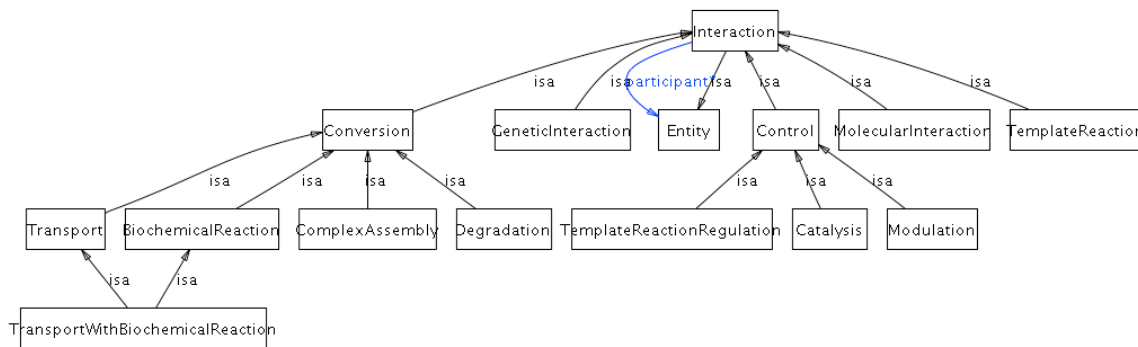 Interaction
isa isa participant* isa isa isa isa
Conversion GeneticInteraction Entity Control MolecularInteraction TemplateReaction
isa isa isa isa isa isa isa
Transport BiochemicalReaction ComplexAssembly Degradation TemplateReactionRegulation Catalysis Modulation
isa isa
TransportWithBiochemicalReaction